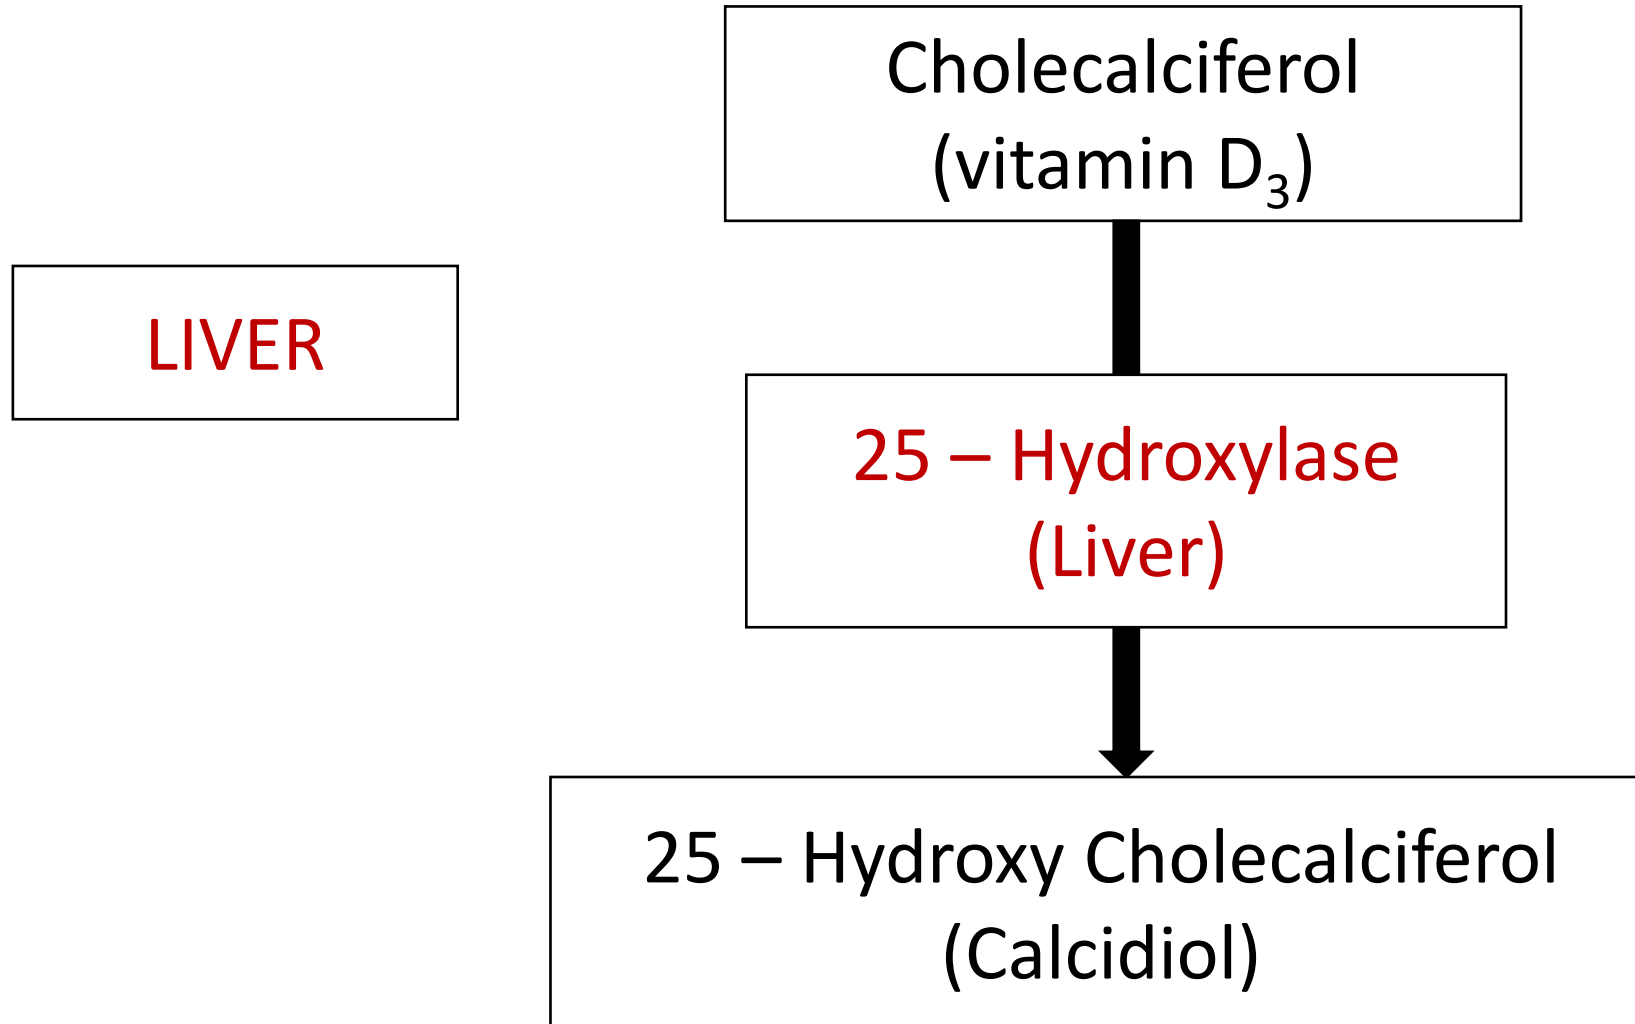 Cholecalciferol
(vitamin D₃)
LIVER
25 – Hydroxylase
(Liver)
25 – Hydroxy Cholecalciferol
(Calcidiol)